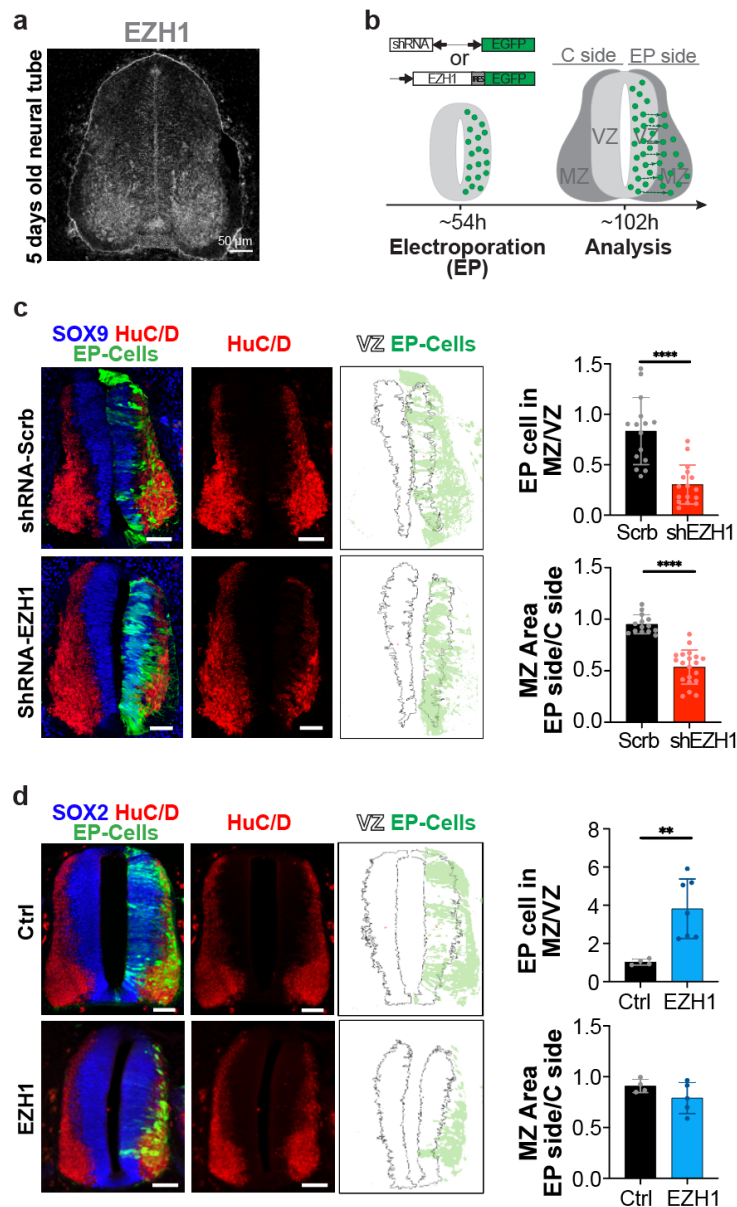 a
EZH1
5 days old neural tube
50 µm
b
shRNA
EGFP
or
EZH1
IRES
EGFP
C side
EP side
VZ
VZ
MZ
MZ
~54h
~102h
Electroporation
(EP)
Analysis
c
SOX9 HuC/D
EP-Cells
HuC/D
VZ EP-Cells
shRNA-Scrb
ShRNA-EZH1
EP cell in
MZ/VZ
1.5
1.0
0.5
0.0
****
Scrb
shEZH1
MZ Area
EP side/C side
1.5
1.0
0.5
0.0
****
Scrb
shEZH1
d
SOX2 HuC/D
EP-Cells
HuC/D
VZ EP-Cells
Ctrl
EZH1
EP cell in
MZ/VZ
8
6
4
2
0
**
Ctrl
EZH1
MZ Area
EP side/C side
1.5
1.0
0.5
0.0
Ctrl
EZH1